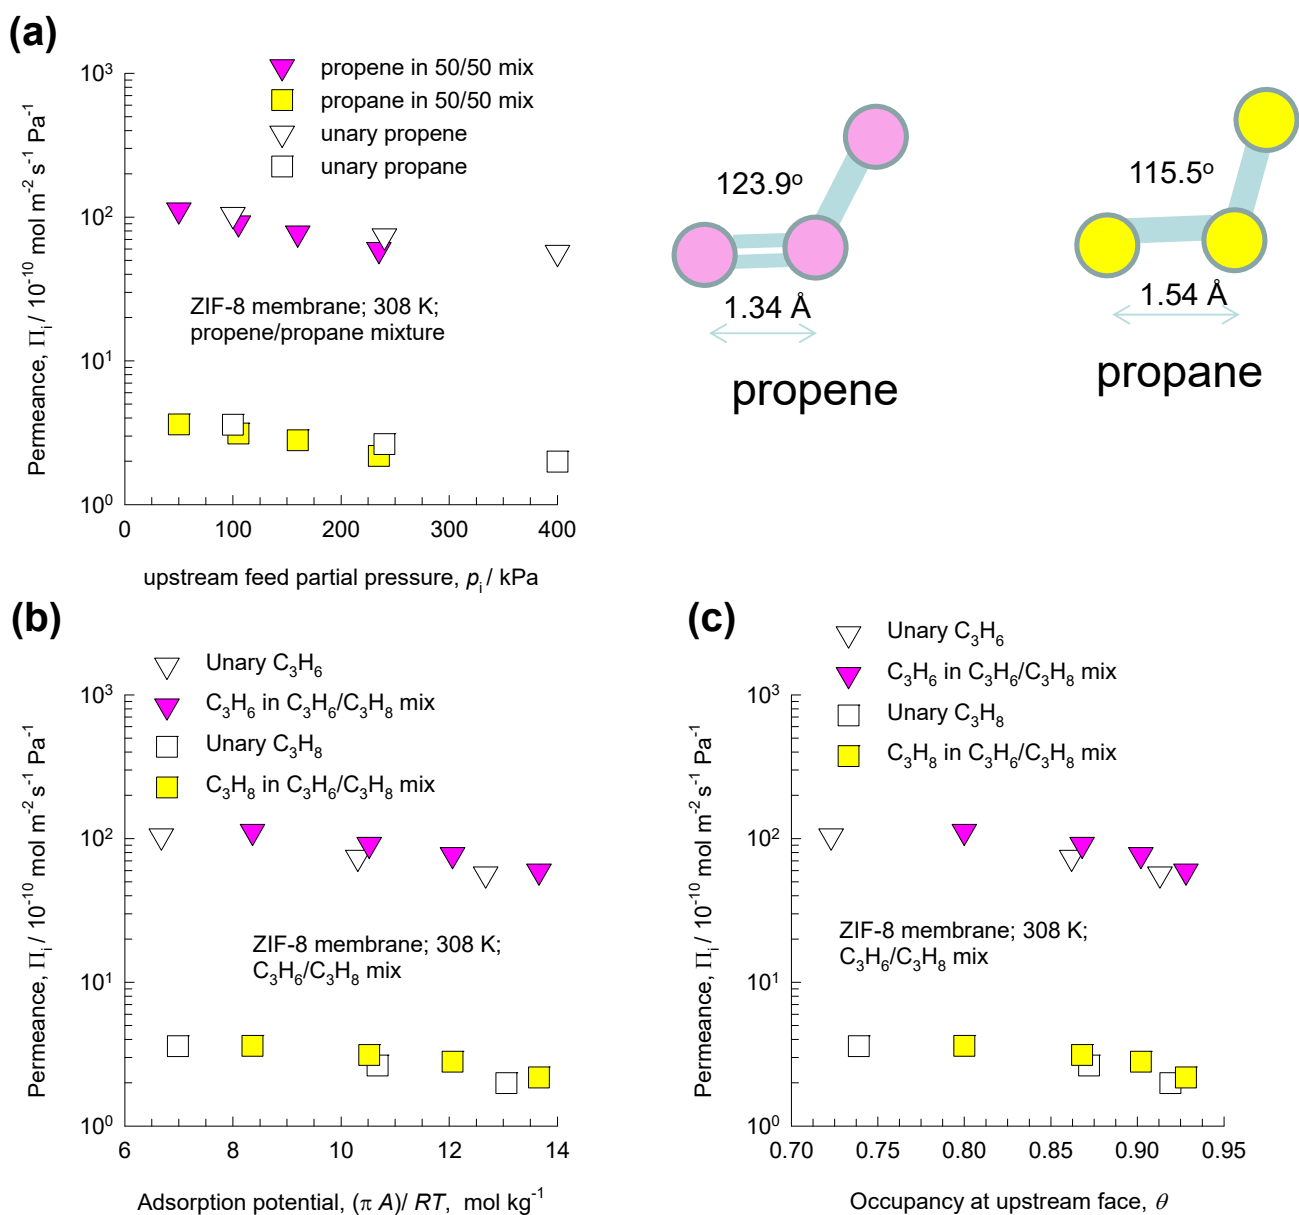 (a)
propene in 50/50 mix
propane in 50/50 mix
unary propene
unary propane
10³
10²
10¹
10⁰
Permeance, Πᵢ / 10⁻¹⁰ mol m⁻² s⁻¹ Pa⁻¹
ZIF-8 membrane; 308 K;
propene/propane mixture
0 100 200 300 400
upstream feed partial pressure, pᵢ / kPa
123.9º
1.34 Å
propene
115.5º
1.54 Å
propane
(b)
Unary C₃H₆
C₃H₆ in C₃H₆/C₃H₈ mix
Unary C₃H₈
C₃H₈ in C₃H₆/C₃H₈ mix
10³
10²
10¹
10⁰
Permeance, Πᵢ / 10⁻¹⁰ mol m⁻² s⁻¹ Pa⁻¹
ZIF-8 membrane; 308 K;
C₃H₆/C₃H₈ mix
6 8 10 12 14
Adsorption potential, (π A)/ RT, mol kg⁻¹
(c)
Unary C₃H₆
C₃H₆ in C₃H₆/C₃H₈ mix
Unary C₃H₈
C₃H₈ in C₃H₆/C₃H₈ mix
10³
10²
10¹
10⁰
Permeance, Πᵢ / 10⁻¹⁰ mol m⁻² s⁻¹ Pa⁻¹
ZIF-8 membrane; 308 K;
C₃H₆/C₃H₈ mix
0.70 0.75 0.80 0.85 0.90 0.95
Occupancy at upstream face, θ